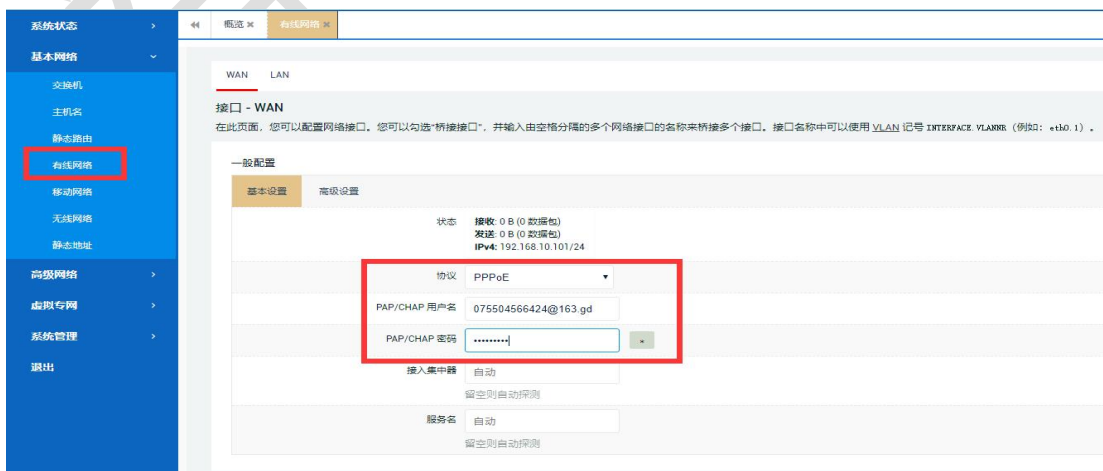 系统状态
基本网络
交换机
主机名
静态路由
有线网络
移动网络
无线网络
静态地址
高级网络
虚拟专网
系统管理
退出
概览 ×
有线网络 ×
WAN LAN
接口 - WAN
在此页面，您可以配置网络接口。您可以勾选“桥接接口”，并输入由空格分隔的多个网络接口的名称来桥接多个接口。接口名称中可以使用 VLAN 记号 INTERFACE.VLANNR（例如：eth0.1）。
一般配置
基本设置 高级设置
状态 接收: 0 B (0 数据包)
发送: 0 B (0 数据包)
IPv4: 192.168.10.101/24
协议 PPPoE
PAP/CHAP 用户名 075504566424@163.gd
PAP/CHAP 密码 •••••••••
*
接入集中器 自动
留空则自动探测
服务名 自动
留空则自动探测